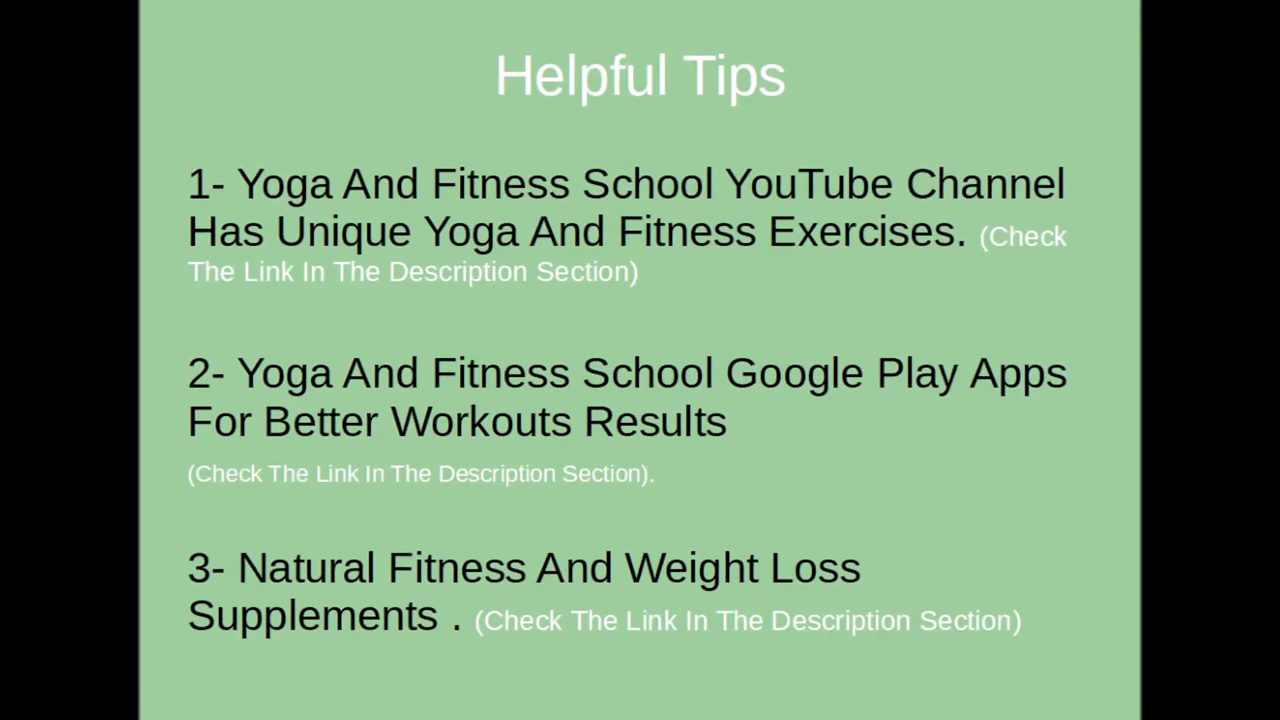 Helpful Tips
1- Yoga And Fitness School YouTube Channel
Has Unique Yoga And Fitness Exercises. (Check
The Link In The Description Section)
2- Yoga And Fitness School Google Play Apps
For Better Workouts Results
(Check The Link In The Description Section).
3- Natural Fitness And Weight Loss
Supplements . (Check The Link In The Description Section)